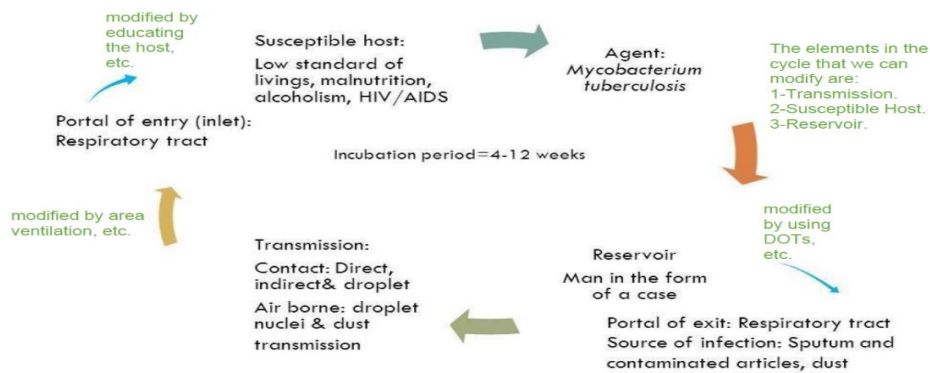 modified by
educating
the host,
etc.
Susceptible host:
Low standard of
livings, malnutrition,
alcoholism, HIV/AIDS
Agent:
Mycobacterium
tuberculosis
The elements in the
cycle that we can
modify are:
1-Transmission.
2-Susceptible Host.
3-Reservoir.
Portal of entry (inlet):
Respiratory tract
Incubation period=4-12 weeks
modified by area
ventilation, etc.
modified
by using
DOTs,
etc.
Transmission:
Contact: Direct,
indirect& droplet
Air borne: droplet
nuclei & dust
transmission
Reservoir
Man in the form
of a case
Portal of exit: Respiratory tract
Source of infection: Sputum and
contaminated articles, dust